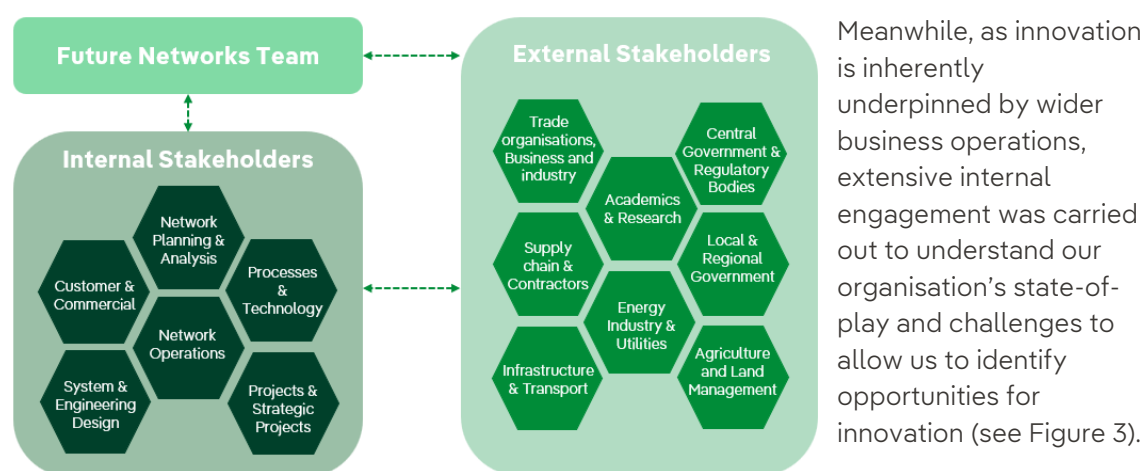 Future Networks Team
Internal Stakeholders
Network
Planning &
Analysis
Customer &
Commercial
Processes
&
Technology
Network
Operations
System &
Engineering
Design
Projects &
Strategic
Projects
External Stakeholders
Trade
organisations,
Business and
industry
Central
Government &
Regulatory
Bodies
Academics
& Research
Supply
chain &
Contractors
Local &
Regional
Government
Energy
Industry &
Utilities
Infrastructure
& Transport
Agriculture
and Land
Management
Meanwhile, as innovation
is inherently
underpinned by wider
business operations,
extensive internal
engagement was carried
out to understand our
organisation’s state-of-
play and challenges to
allow us to identify
opportunities for
innovation (see Figure 3).